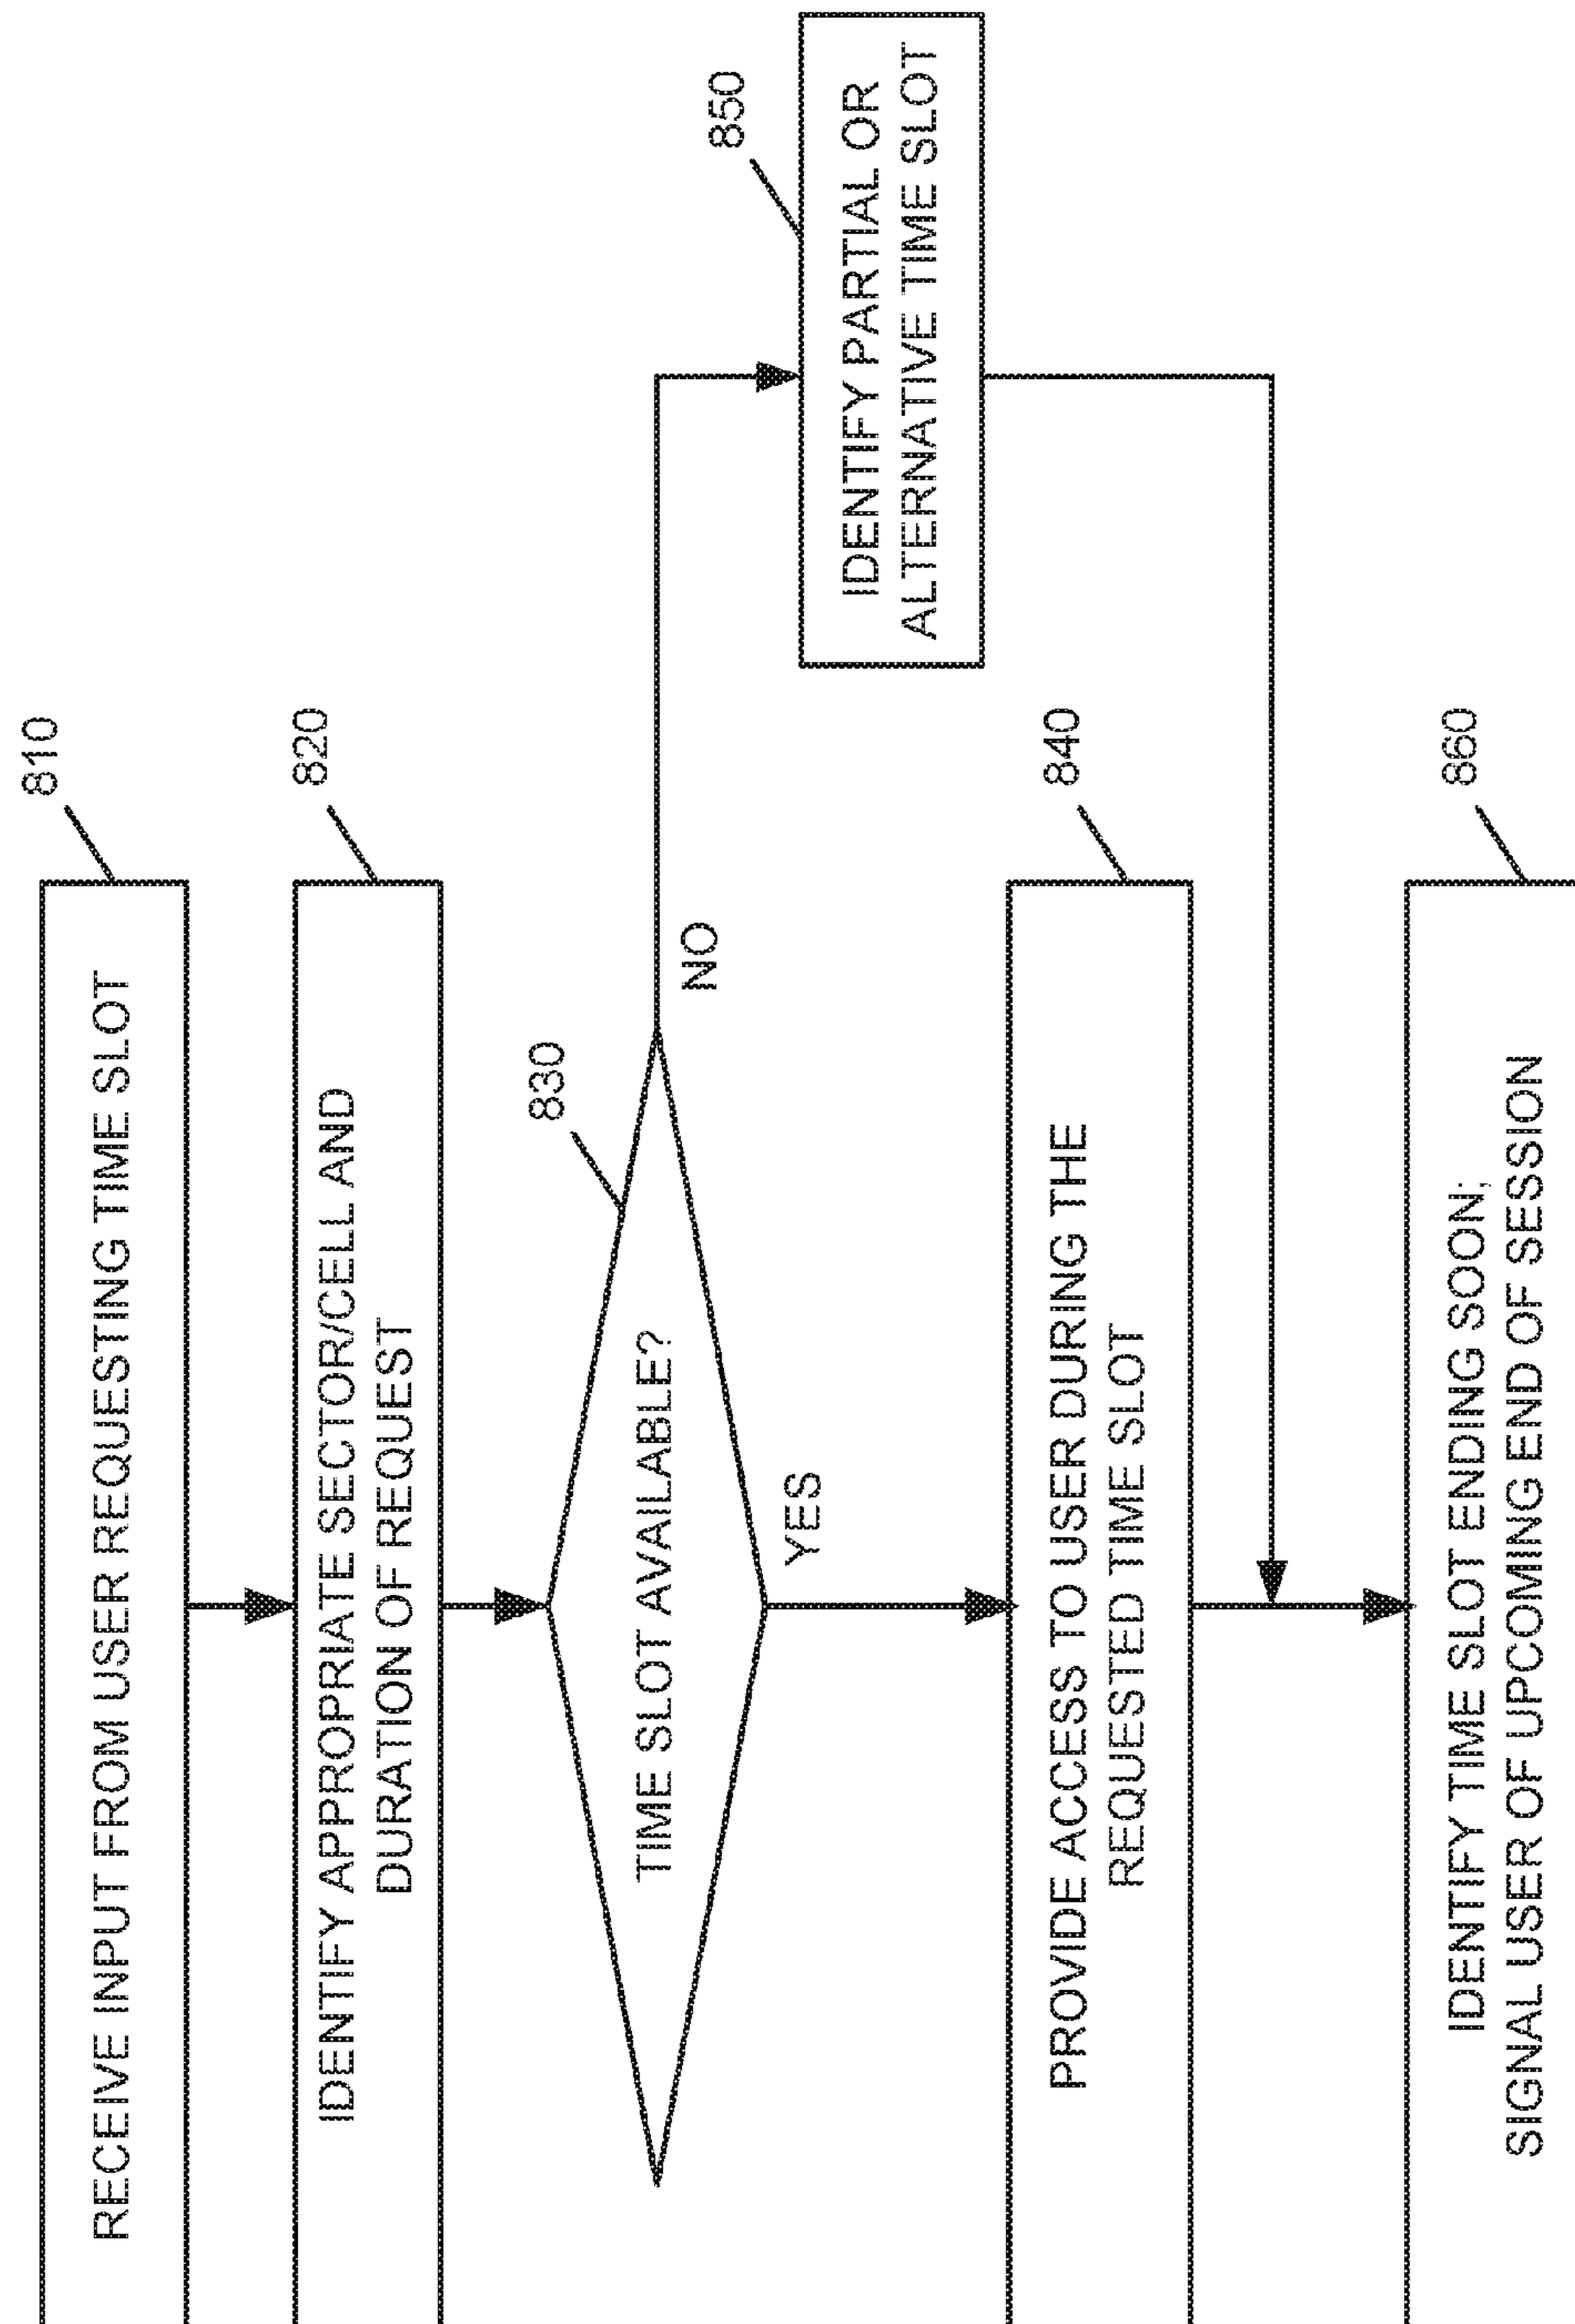 810
RECEIVE INPUT FROM USER REQUESTING TIME SLOT
820
IDENTIFY APPROPRIATE SECTOR/CELL AND
DURATION OF REQUEST
830
TIME SLOT AVAILABLE?
NO
YES
850
IDENTIFY PARTIAL OR
ALTERNATIVE TIME SLOT
840
PROVIDE ACCESS TO USER DURING THE
REQUESTED TIME SLOT
860
IDENTIFY TIME SLOT ENDING SOON;
SIGNAL USER OF UPCOMING END OF SESSION